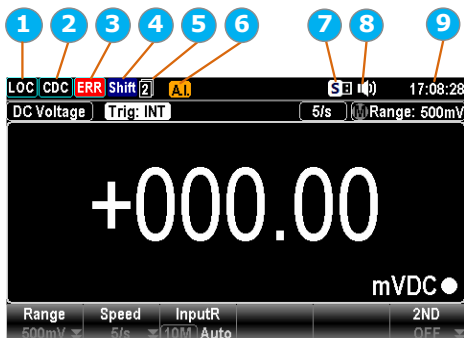 1 2 3 4 5 6 7 8 9
LOC CDC ERR Shift 2 A.I. S 17:08:28
DC Voltage Trig: INT 5/s M Range: 500mV
+000.00
mVDC
Range Speed InputR 2ND
500mV 5/s 10M Auto OFF